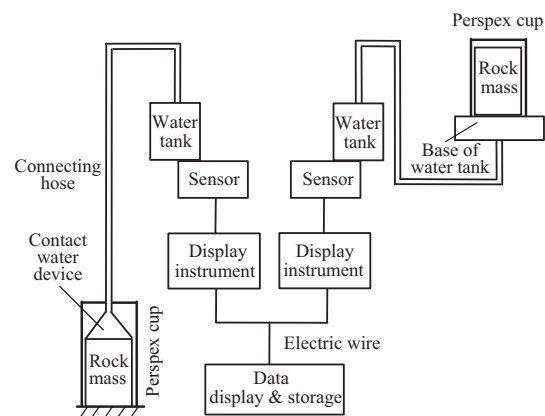 Perspex cup
Rock
mass
Water
tank
Water
tank
Base of
water tank
Connecting
hose
Sensor
Sensor
Contact
water
device
Display
instrument
Display
instrument
Perspex cup
Rock
mass
Electric wire
Data
display & storage